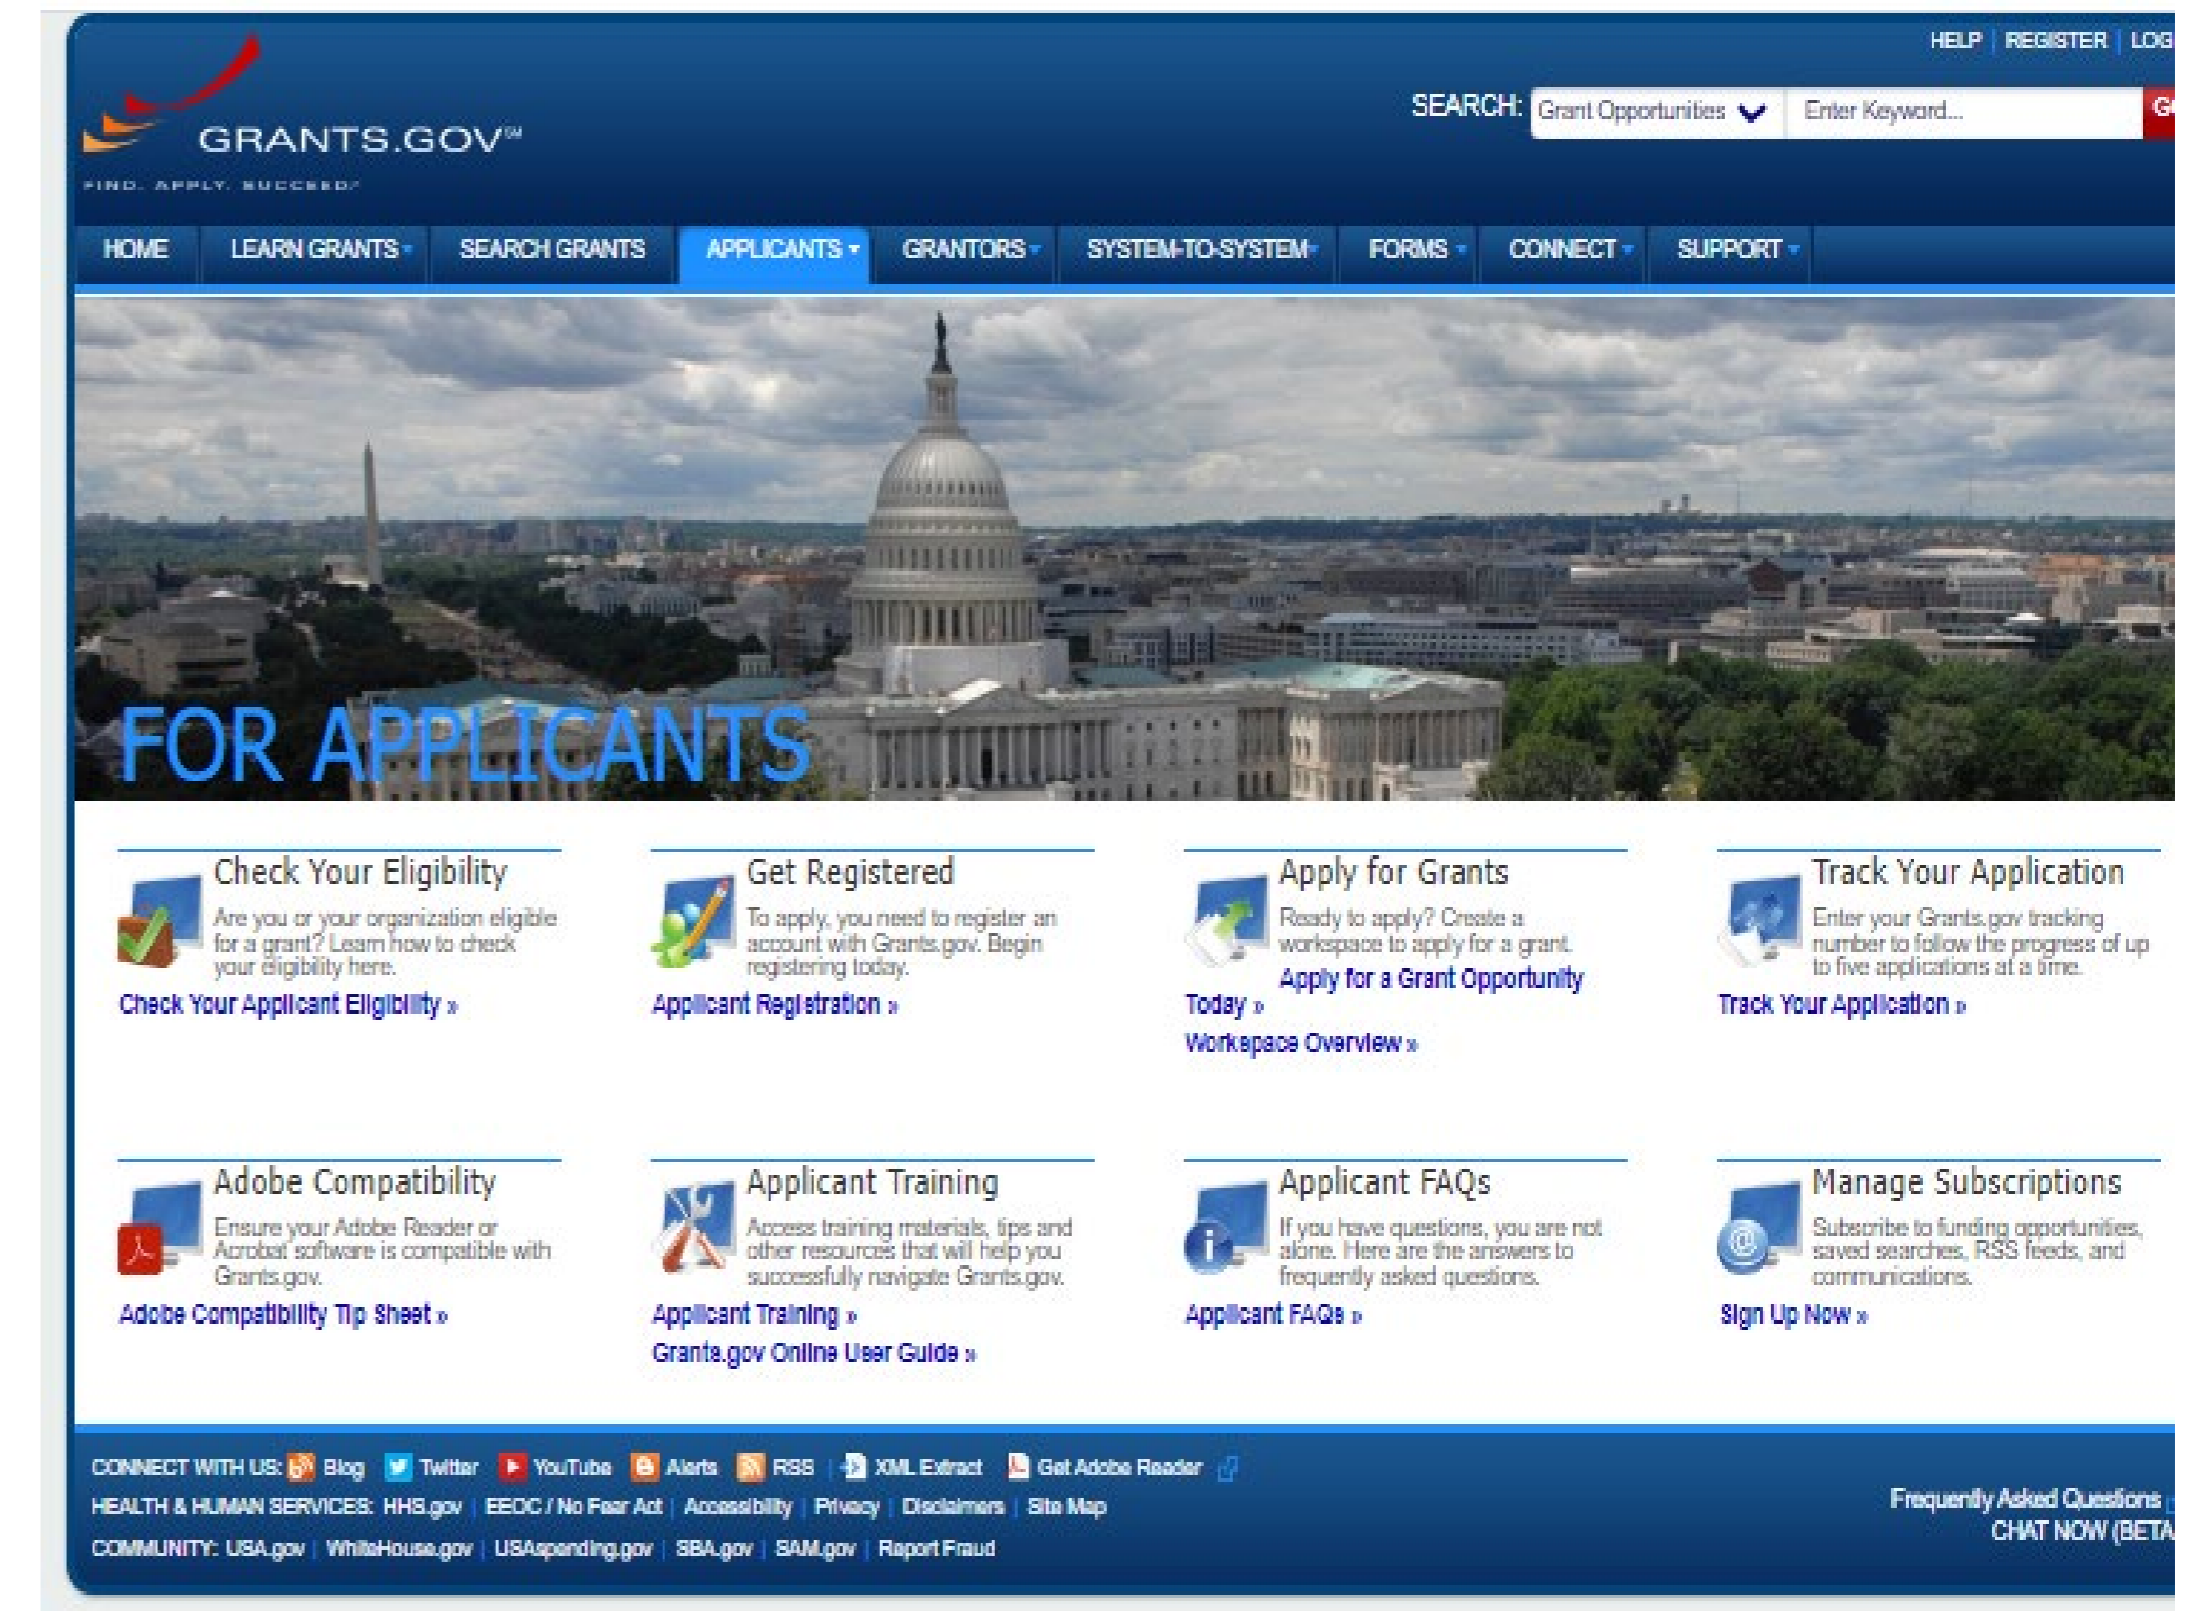 HELP | REGISTER |
SEARCH: Grant Opportunities Enter Keyword...
GRANTS.GOV℠
FIND. APPLY. SUCCEED.℠
HOME LEARN GRANTS SEARCH GRANTS APPLICANTS GRANTORS SYSTEM-TO-SYSTEM FORMS CONNECT SUPPORT
FOR APPLICANTS
Check Your Eligibility
Are you or your organization eligible
for a grant? Learn how to check
your eligibility here.
Check Your Applicant Eligibility »
Get Registered
To apply, you need to register an
account with Grants.gov. Begin
registering today.
Applicant Registration »
Apply for Grants
Ready to apply? Create a
workspace to apply for a grant.
Apply for a Grant Opportunity
Today »
Workspace Overview »
Track Your Application
Enter your Grants.gov tracking
number to follow the progress of up
to five applications at a time.
Track Your Application »
Adobe Compatibility
Ensure your Adobe Reader or
Acrobat software is compatible with
Grants.gov.
Adobe Compatibility Tip Sheet »
Applicant Training
Access training materials, tips and
other resources that will help you
successfully navigate Grants.gov.
Applicant Training »
Grants.gov Online User Guide »
Applicant FAQs
If you have questions, you are not
alone. Here are the answers to
frequently asked questions.
Applicant FAQs »
Manage Subscriptions
Subscribe to funding opportunities,
saved searches, RSS feeds, and
communications.
Sign Up Now »
CONNECT WITH US: Blog Twitter YouTube Alerts RSS | XML Extract Get Adobe Reader
HEALTH & HUMAN SERVICES: HHS.gov | EEOC / No Fear Act | Accessibility | Privacy | Disclaimers | Site Map
COMMUNITY: USA.gov | WhiteHouse.gov | USAspending.gov | SBA.gov | SAM.gov | Report Fraud
Frequently Asked Questions
CHAT NOW (BETA